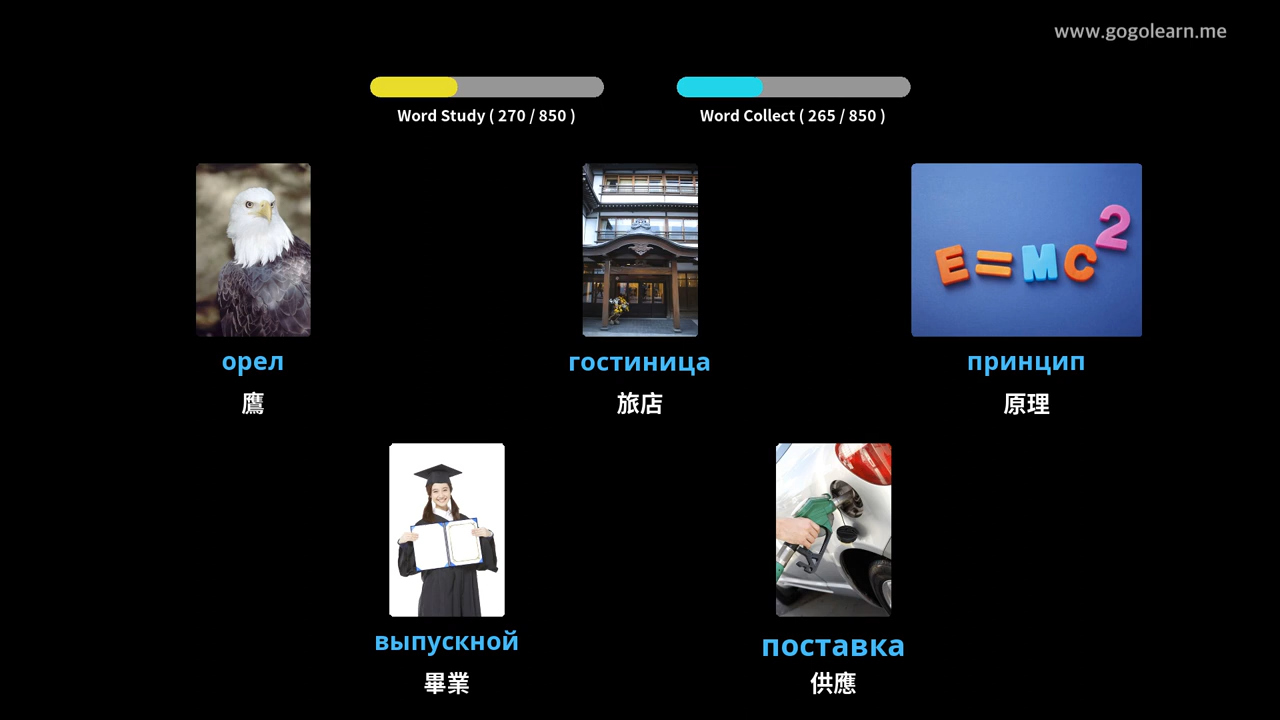 www.gogolearn.me
Word Study ( 270 / 850 )
Word Collect ( 265 / 850 )
E=MC2
орел
гостиница
принцип
鷹
旅店
原理
выпускной
поставка
畢業
供應